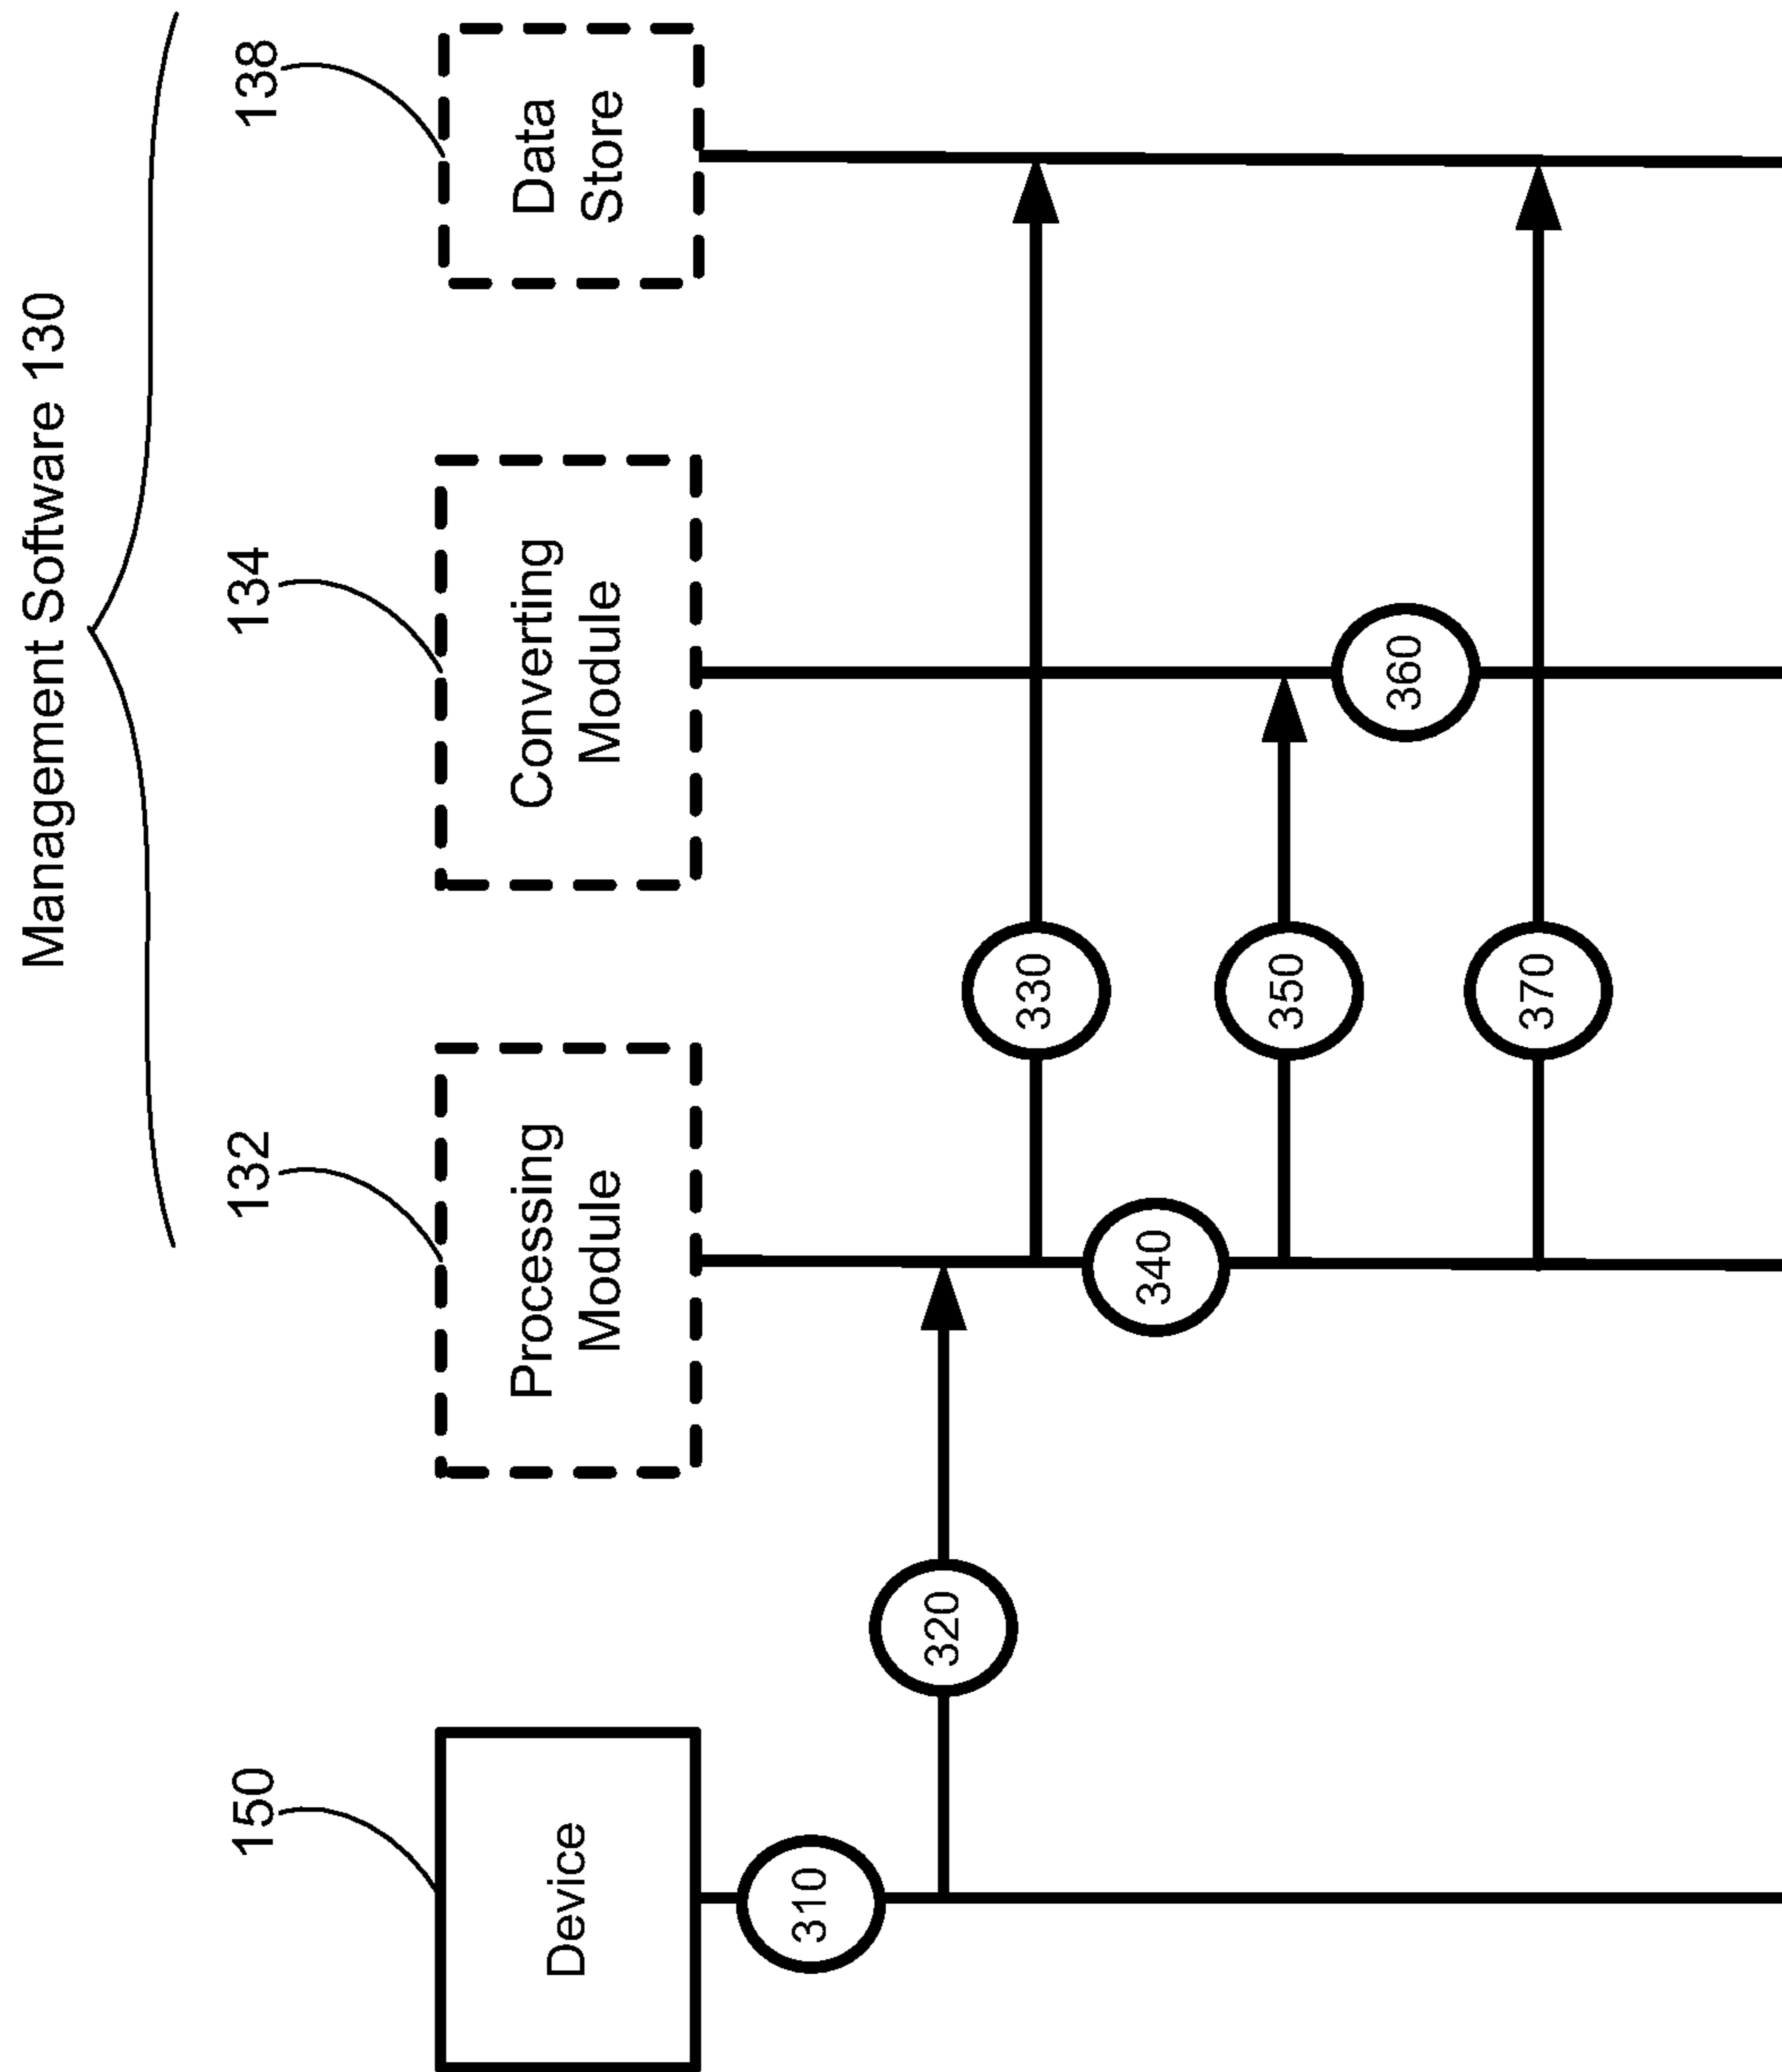 Management Software 130
150
132
134
138
Device
Processing
Module
Converting
Module
Data
Store
310
320
330
340
350
360
370